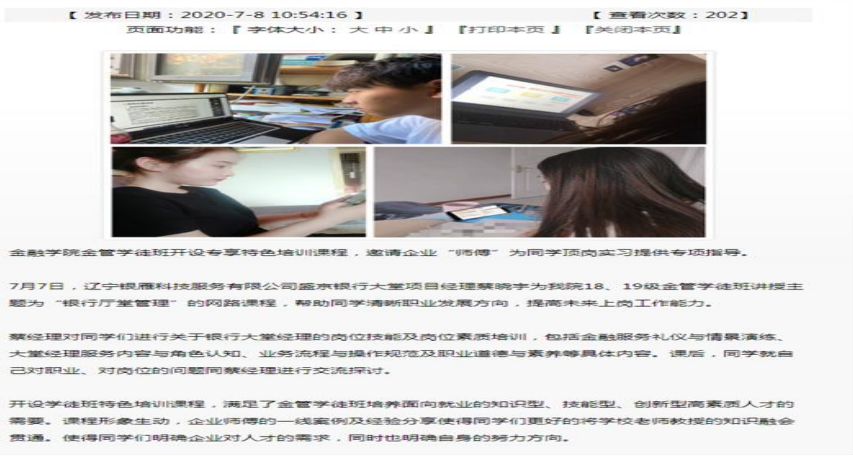 【 发布日期：2020-7-8 10:54:16 】 【 查看次数：202】
页面功能：『 字体大小： 大 中 小 』 『打印本页 』 『关闭本页』
金融学院金管学徒班开设专享特色培训课程，邀请企业“师傅”为同学顶岗实习提供专项指导。
7月7日，辽宁银雁科技服务有限公司盛京银行大堂项目经理蔡晓宇为我院18、19级金管学徒班讲授主
题为“银行厅堂管理”的网路课程，帮助同学清晰职业发展方向，提高未来上岗工作能力。
蔡经理对同学们进行关于银行大堂经理的岗位技能及岗位素质培训，包括金融服务礼仪与情景演练、
大堂经理服务内容与角色认知、业务流程与操作规范及职业道德与素养等具体内容。课后，同学就自
己对职业、对岗位的问题同蔡经理进行交流探讨。
开设学徒班特色培训课程，满足了金管学徒班培养面向就业的知识型、技能型、创新型高素质人才的
需要。课程形象生动，企业师傅的一线案例及经验分享使得同学们更好的将学校老师教授的知识融会
贯通。使得同学们明确企业对人才的需求，同时也明确自身的努力方向。